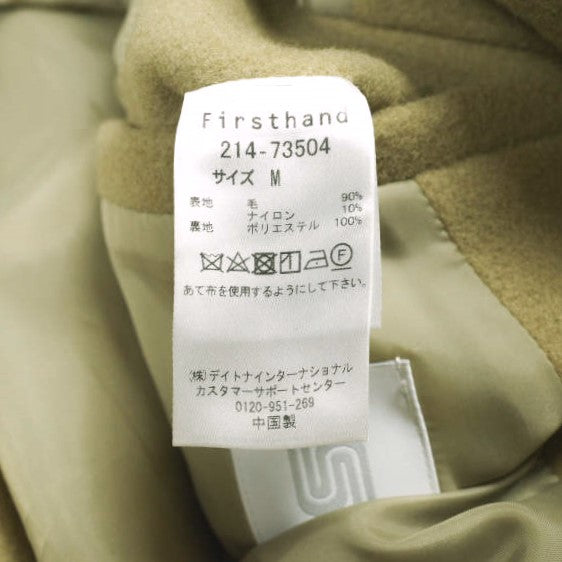 Firsthand
214-73504
サイズ M
表地 毛 90%
ナイロン 10%
裏地 ポリエステル 100%
あて布を使用するようにして下さい。
(株)デイトナインターナショナル
カスタマーサポートセンター
0120-951-269
中国製